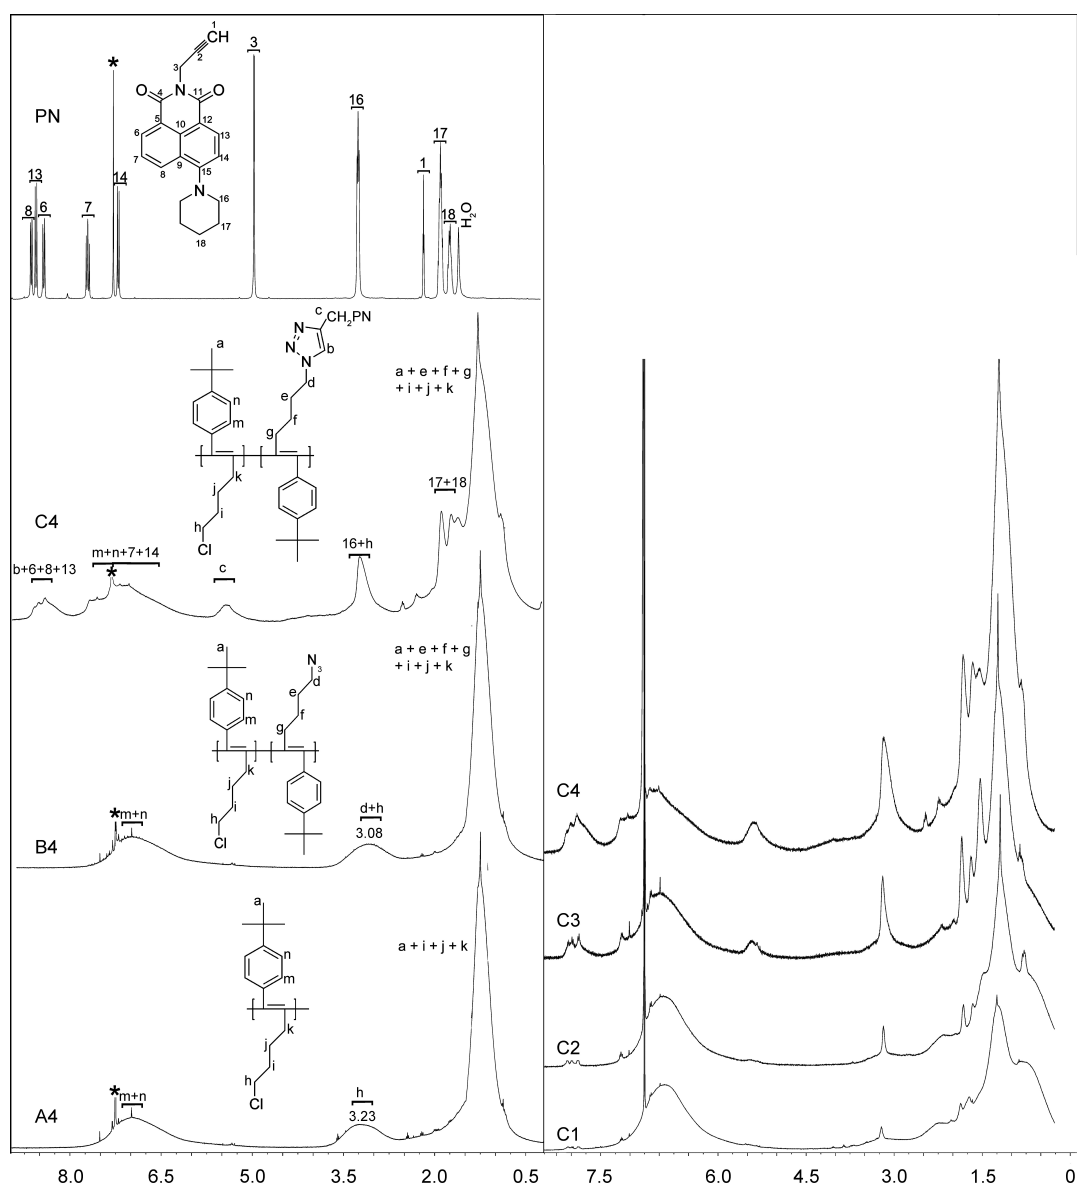 PN
*
1
CH
2
3
N
O
O
4
11
5
10
12
6
13
7
9
14
8
15
N
16
17
18
8
13
6
7
14
3
16
1
17
18
H2O
C4
a
n
m
k
j
i
h
Cl
c
CH2PN
N
N
N
b
d
e
f
g
a + e + f + g
+ i + j + k
17+18
16+h
c
m+n+7+14
*
b+6+8+13
B4
a
n
m
k
j
i
h
Cl
N3
d
e
f
g
a + e + f + g
+ i + j + k
d+h
3.08
*
m+n
A4
a
n
m
k
j
i
h
Cl
a + i + j + k
h
3.23
*
m+n
8.0 6.5 5.0 3.5 2.0 0.5
C4
C3
C2
C1
7.5 6.0 4.5 3.0 1.5 0